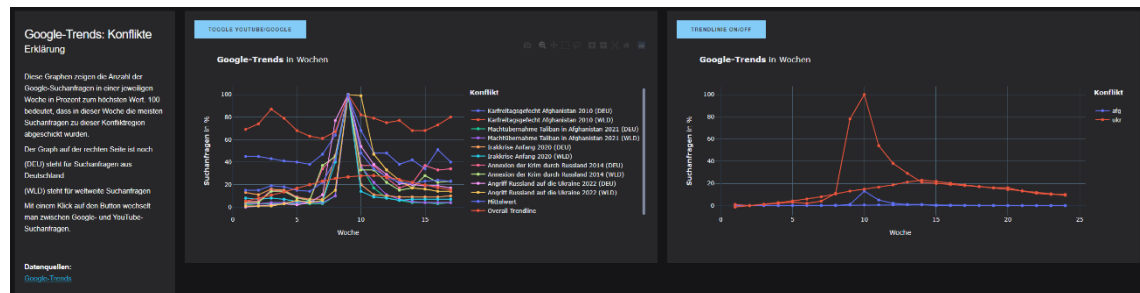 Google-Trends: Konflikte
Erklärung
Diese Graphen zeigen die Anzahl der
Google-Suchanfragen in einer jeweiligen
Woche in Prozent zum höchsten Wert. 100
bedeutet, dass in dieser Woche die meisten
Suchanfragen zu dieser Konfliktregion
abgeschickt wurden.
Der Graph auf der rechten Seite ist noch
(DEU) steht für Suchanfragen aus
Deutschland
(WLD) steht für weltweite Suchanfragen
Mit einem Klick auf den Button wechselt
man zwischen Google- und YouTube-
Suchanfragen.
Datenquellen:
Google-Trends
TOGGLE YOUTUBE/GOOGLE
Google-Trends in Wochen
Suchanfragen in %
100
80
60
40
20
0
0
5
10
15
Woche
Konflikt
Karfreitagsgefecht Afghanistan 2010 (DEU)
Karfreitagsgefecht Afghanistan 2010 (WLD)
Machtübernahme Taliban in Afghanistan 2021 (DEU)
Machtübernahme Taliban in Afghanistan 2021 (WLD)
Irakkrise Anfang 2020 (DEU)
Irakkrise Anfang 2020 (WLD)
Annexion der Krim durch Russland 2014 (DEU)
Annexion der Krim durch Russland 2014 (WLD)
Angriff Russland auf die Ukraine 2022 (DEU)
Angriff Russland auf die Ukraine 2022 (WLD)
Mittelwert
Overall Trendline
TRENDLINIE ON/OFF
Google-Trends in Wochen
Suchanfragen in %
100
80
60
40
20
0
0
5
10
15
20
25
Woche
Konflikt
afg
ukr